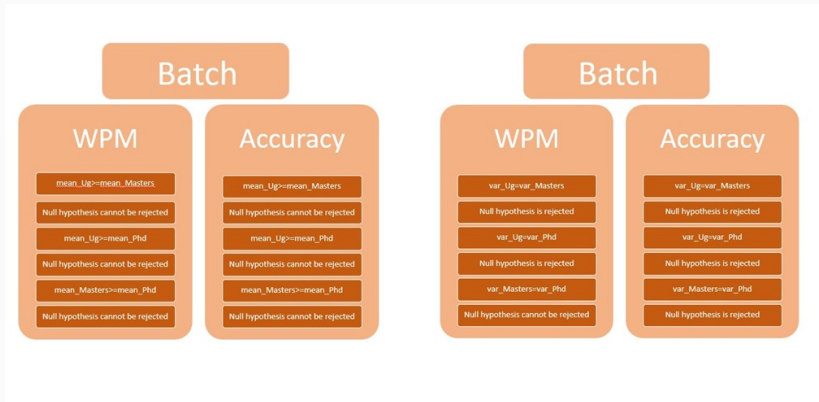 Batch
WPM
mean_Ug>=mean_Masters
Null hypothesis cannot be rejected
mean_Ug>=mean_Phd
Null hypothesis cannot be rejected
mean_Masters>=mean_Phd
Null hypothesis cannot be rejected
Accuracy
mean_Ug>=mean_Masters
Null hypothesis cannot be rejected
mean_Ug>=mean_Phd
Null hypothesis cannot be rejected
mean_Masters>=mean_Phd
Null hypothesis cannot be rejected
Batch
WPM
var_Ug=var_Masters
Null hypothesis is rejected
var_Ug=var_Phd
Null hypothesis is rejected
var_Masters=var_Phd
Null hypothesis cannot be rejected
Accuracy
var_Ug=var_Masters
Null hypothesis is rejected
var_Ug=var_Phd
Null hypothesis is rejected
var_Masters=var_Phd
Null hypothesis is rejected